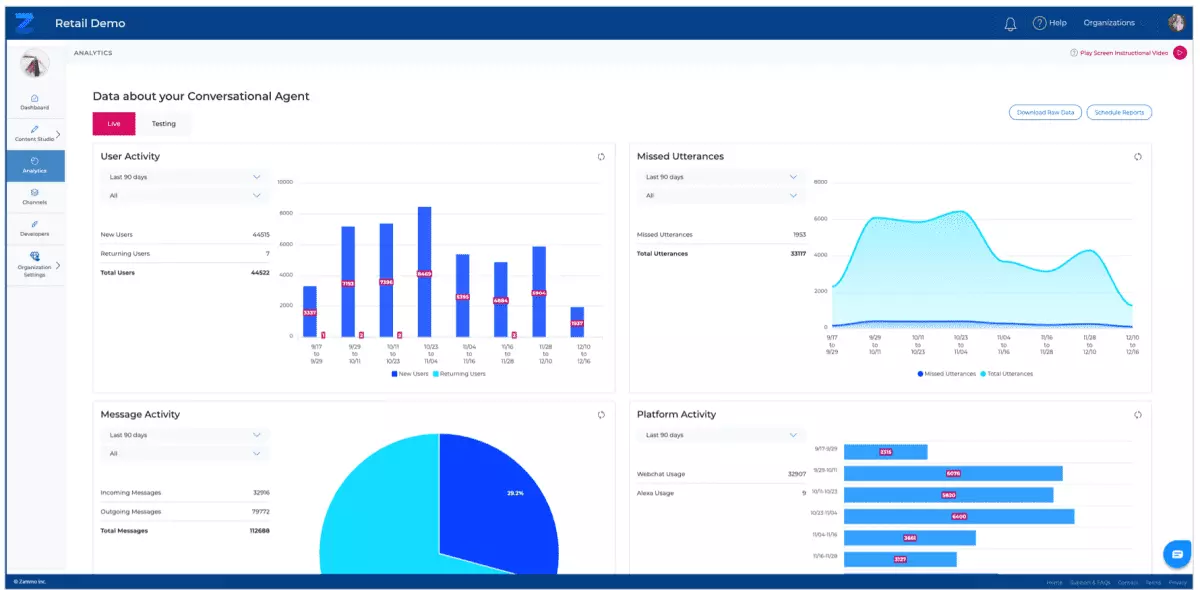 Retail Demo
Help
Organizations
ANALYTICS
Play Screen Instructional Video
Dashboard
Content Studio
Analytics
Channels
Developers
Organization
Settings
Data about your Conversational Agent
Live
Testing
Download Raw Data
Schedule Reports
User Activity
Last 90 days
All
New Users 44515
Returning Users 7
Total Users 44522
10000
8000
6000
4000
2000
0
3337
1
7193
2
7396
2
8469
5395
4884
2
5904
1937
9/17 to 9/29
9/29 to 10/11
10/11 to 10/23
10/23 to 11/04
11/04 to 11/16
11/16 to 11/28
11/28 to 12/10
12/10 to 12/16
New Users
Returning Users
Missed Utterances
Last 90 days
All
Missed Utterances 1953
Total Utterances 33117
8000
6000
4000
2000
0
9/17 to 9/29
9/29 to 10/11
10/11 to 10/23
10/23 to 11/04
11/04 to 11/16
11/16 to 11/28
11/28 to 12/10
12/10 to 12/16
Missed Utterances
Total Utterances
Message Activity
Last 90 days
All
Incoming Messages 32916
Outgoing Messages 79772
Total Messages 112688
29.2%
Platform Activity
Last 90 days
Webchat Usage 32907
Alexa Usage 9
9/17-9/29
9/29-10/11 6076
10/11-10/23 5920
10/23-11/04 6400
11/04-11/16 3661
11/16-11/28 3127
© Zammo Inc.
Home
Support & FAQs
Contact
Terms
Privacy